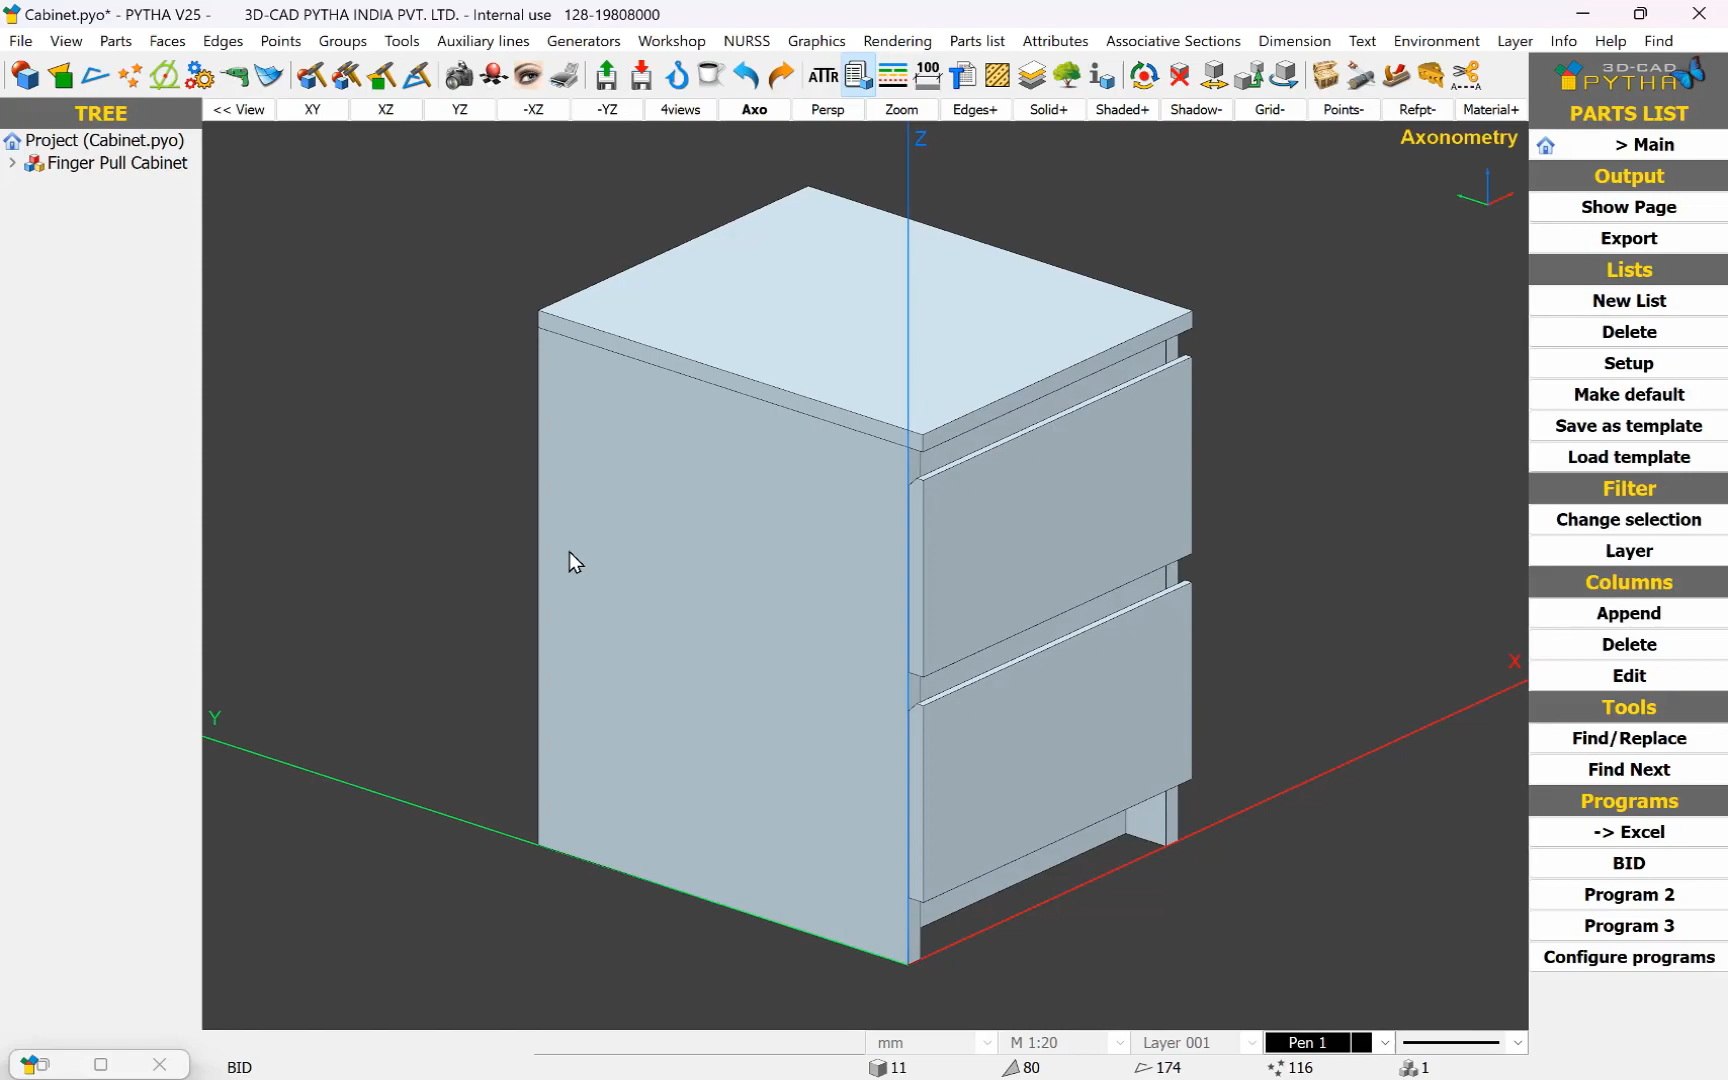 Cabinet.pyo* - PYTHA V25 - 3D-CAD PYTHA INDIA PVT. LTD. - Internal use 128-19808000
File View Parts Faces Edges Points Groups Tools Auxiliary lines Generators Workshop NURSS Graphics Rendering Parts list Attributes Associative Sections Dimension Text Environment Layer Info Help Find
ATTR 100 3-CAD PYTHA
TREE << View XY XZ YZ -XZ -YZ 4views Axo Persp Zoom Edges+ Solid+ Shaded+ Shadow- Grid- Points- Refpt- Material+ PARTS LIST
Project (Cabinet.pyo)
Finger Pull Cabinet
Z
Axonometry
X
Y
> Main
Output
Show Page
Export
Lists
New List
Delete
Setup
Make default
Save as template
Load template
Filter
Change selection
Layer
Columns
Append
Delete
Edit
Tools
Find/Replace
Find Next
Programs
-> Excel
BID
Program 2
Program 3
Configure programs
mm M 1:20 Layer 001 Pen 1
BID 11 80 174 116 1